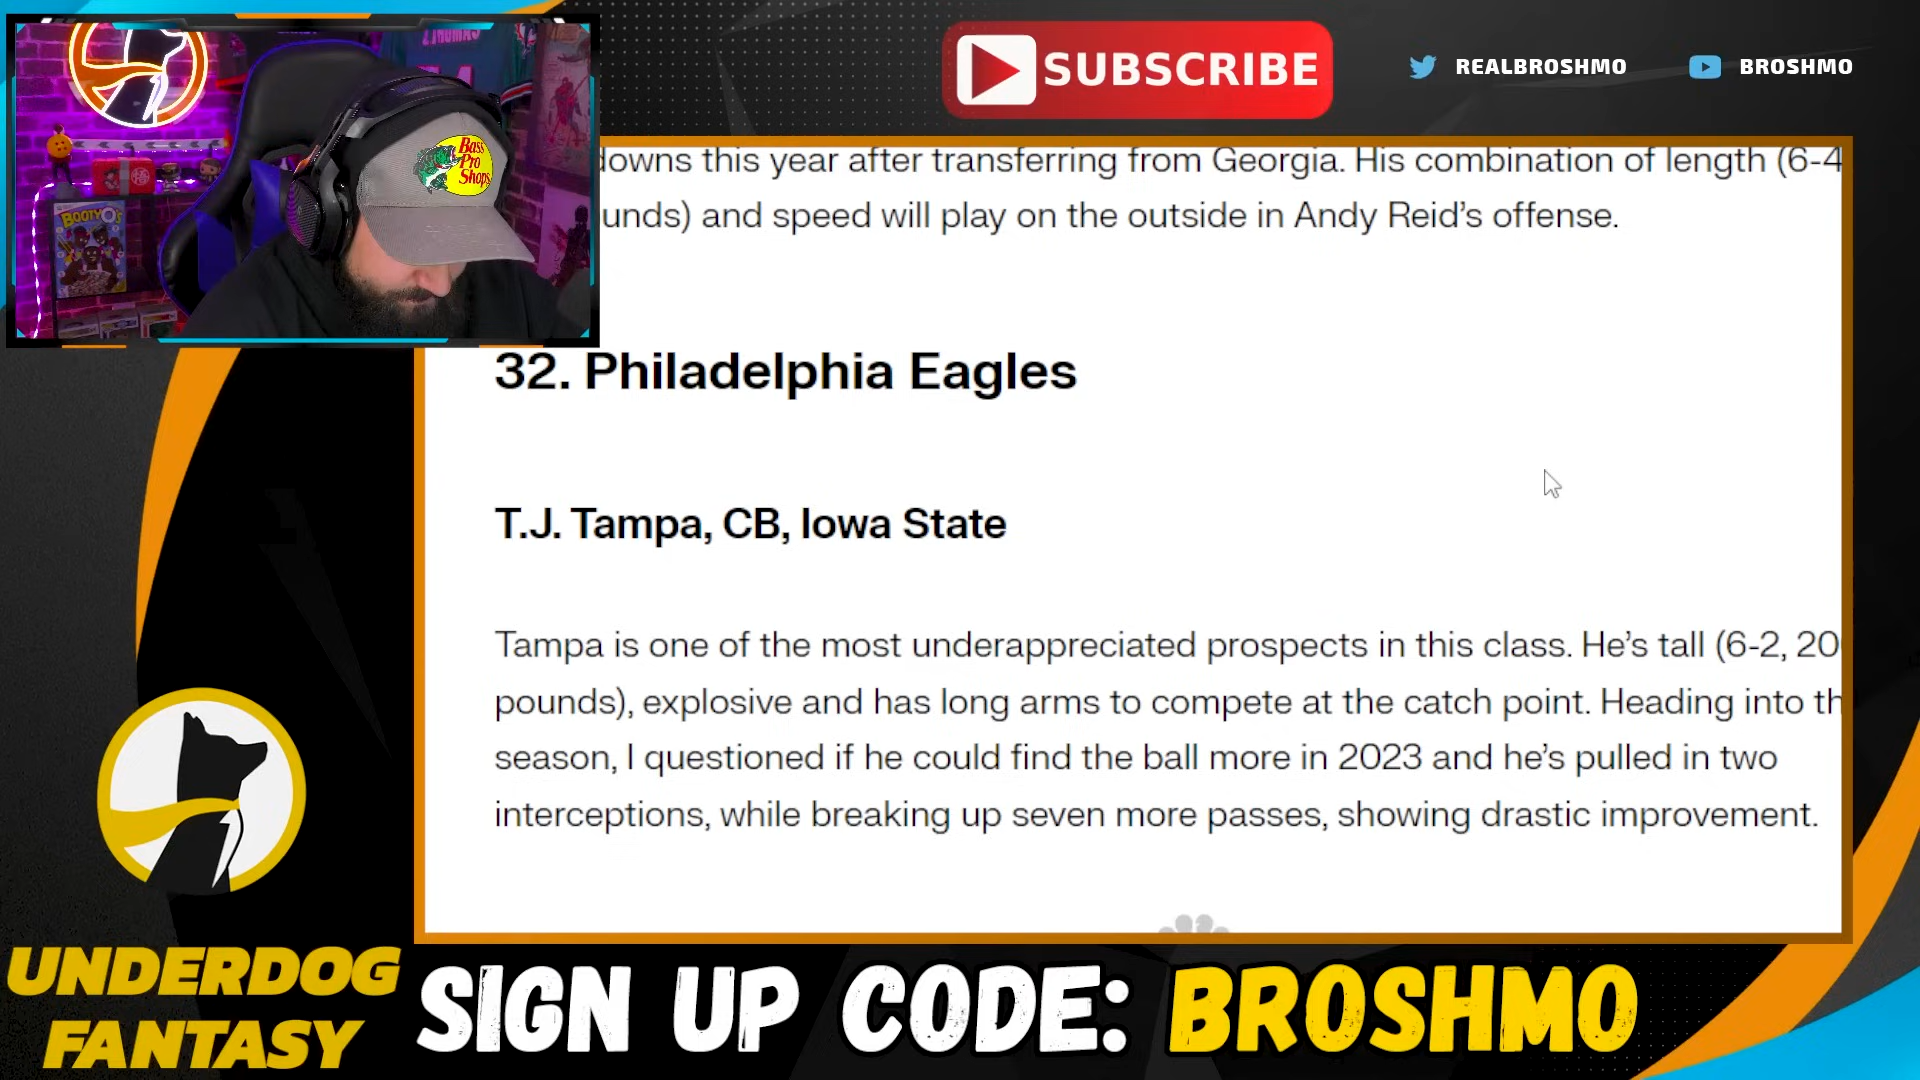 SUBSCRIBE
REALBROSHMO
BROSHMO
Bass
Pro
Shops
BOOTY O's
downs this year after transferring from Georgia. His combination of length (6-4
unds) and speed will play on the outside in Andy Reid's offense.
32. Philadelphia Eagles
T.J. Tampa, CB, Iowa State
Tampa is one of the most underappreciated prospects in this class. He's tall (6-2, 20
pounds), explosive and has long arms to compete at the catch point. Heading into th
season, I questioned if he could find the ball more in 2023 and he's pulled in two
interceptions, while breaking up seven more passes, showing drastic improvement.
UNDERDOG
FANTASY
SIGN UP CODE: BROSHMO